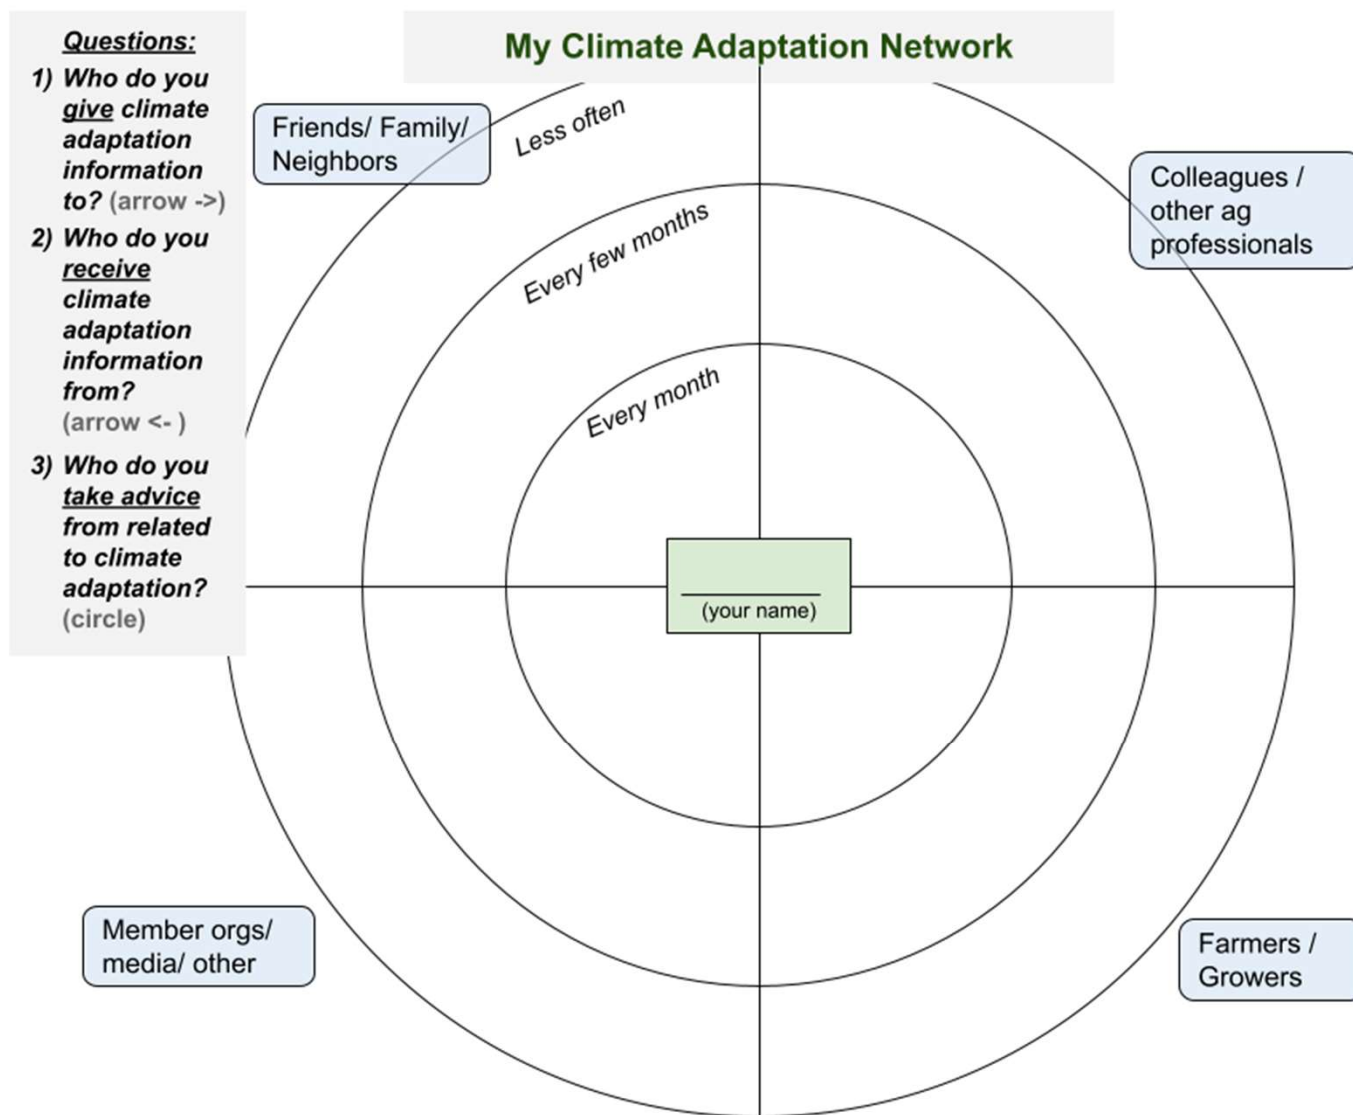 My Climate Adaptation Network
Questions:
1) Who do you
give climate
adaptation
information
to? (arrow ->)
2) Who do you
receive
climate
adaptation
information
from?
(arrow <- )
3) Who do you
take advice
from related
to climate
adaptation?
(circle)
Friends/ Family/
Neighbors
Less often
Every few months
Every month
Colleagues /
other ag
professionals
(your name)
Member orgs/
media/ other
Farmers /
Growers